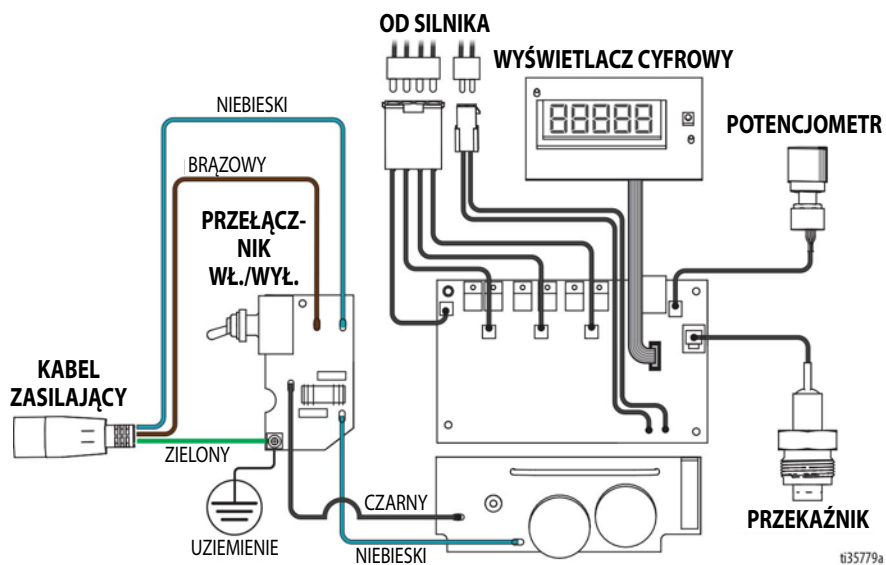 OD SILNIKA
WYŚWIETLACZ CYFROWY
NIEBIESKI
POTENCJOMETR
BRĄZOWY
PRZEŁĄCZ-
NIK
WŁ./WYŁ.
KABEL
ZASILAJĄCY
ZIELONY
CZARNY
UZIEMIENIE
NIEBIESKI
PRZEKAŹNIK
ti35779a